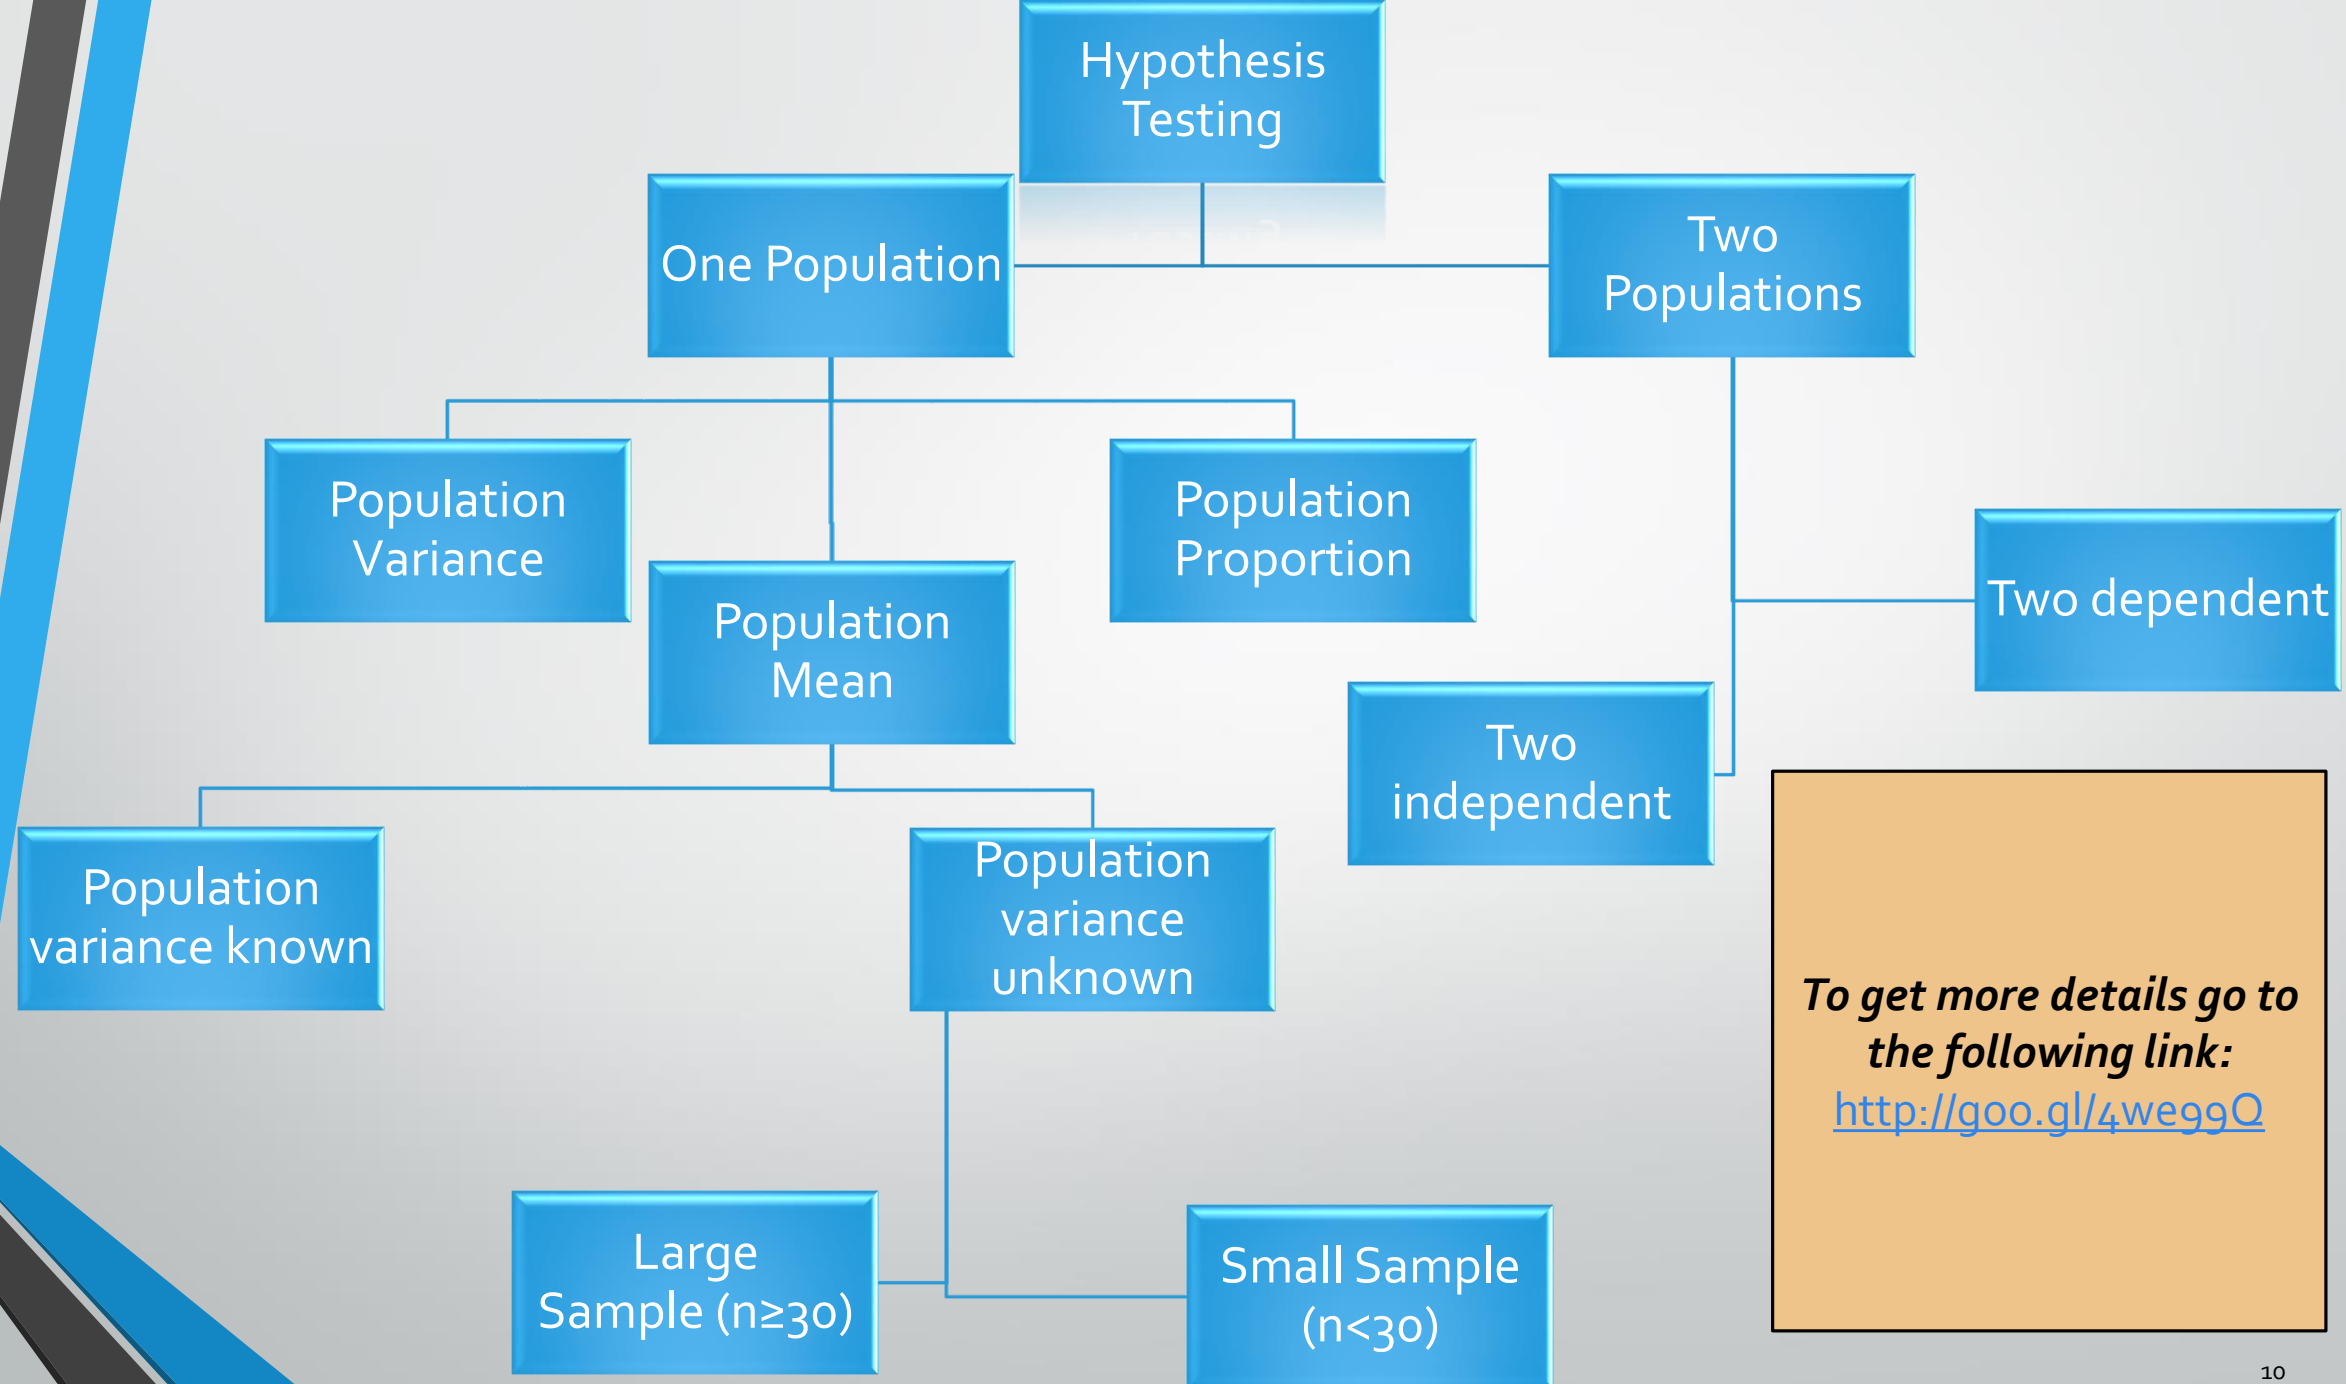 Hypothesis
Testing
One Population
Two
Populations
Population
Variance
Population
Mean
Population
Proportion
Two dependent
Two
independent
Population
variance known
Population
variance
unknown
Large
Sample (n≥30)
Small Sample
(n<30)
To get more details go to
the following link:
http://goo.gl/4we99Q
10